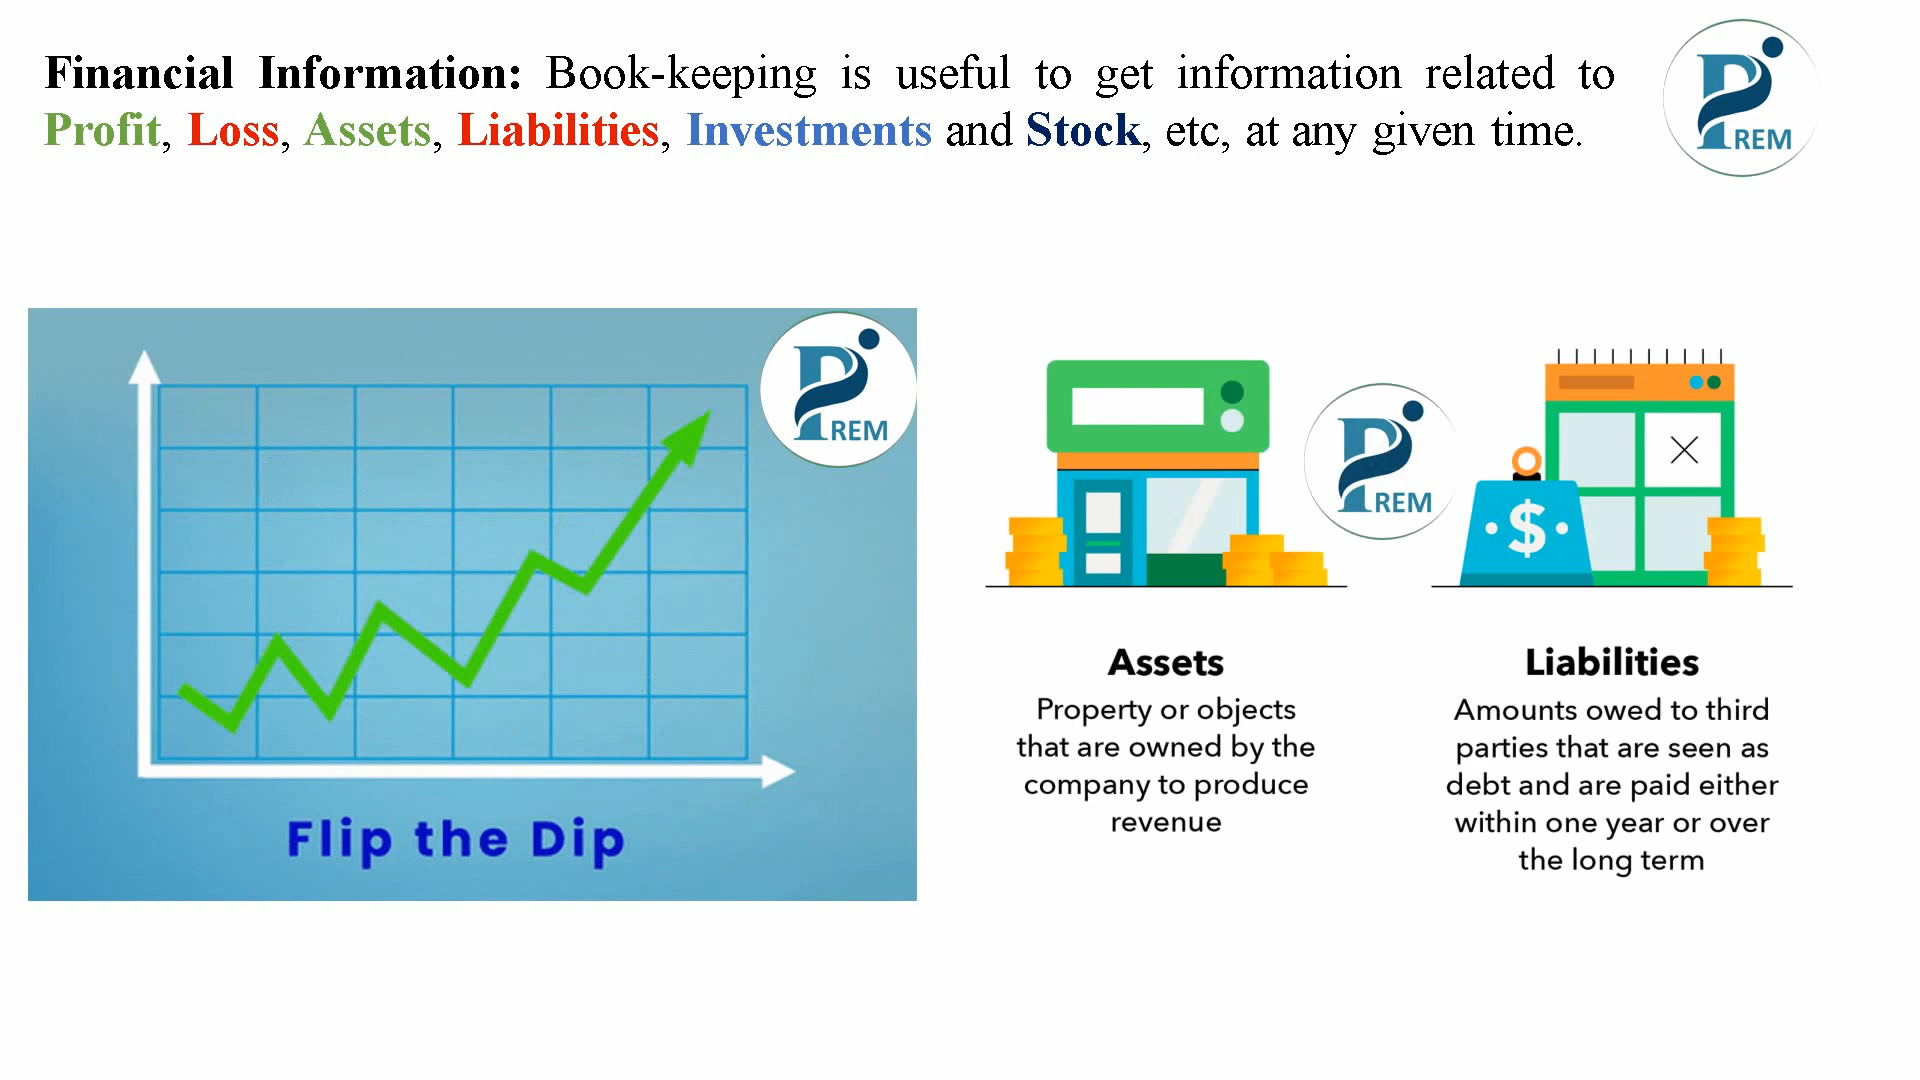 Financial Information: Book-keeping is useful to get information related to
Profit, Loss, Assets, Liabilities, Investments and Stock, etc, at any given time.
PREM
PREM
PREM
$
Flip the Dip
Assets
Property or objects
that are owned by the
company to produce
revenue
Liabilities
Amounts owed to third
parties that are seen as
debt and are paid either
within one year or over
the long term